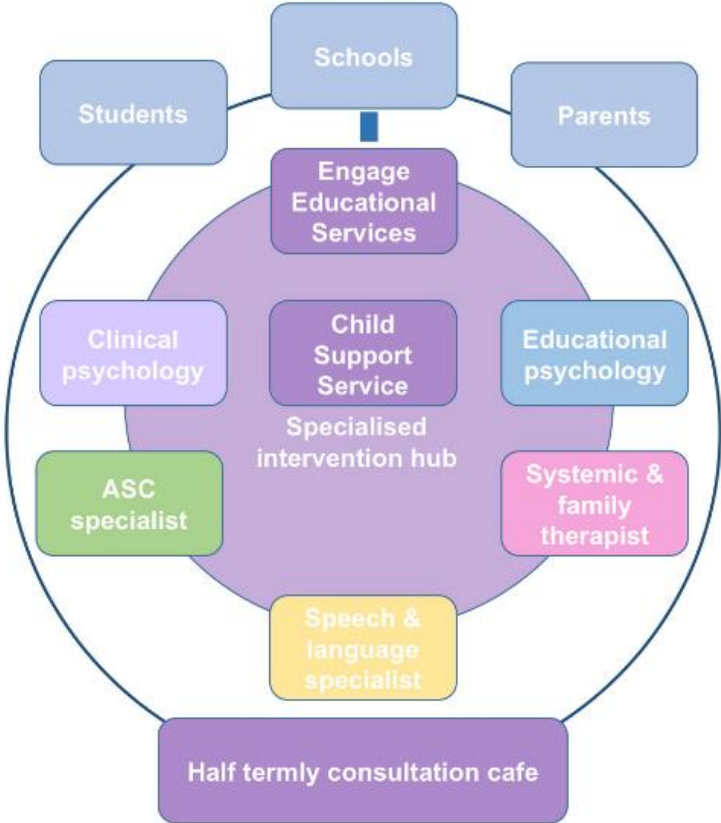 Schools
Students
Parents
Engage
Educational
Services
Clinical
psychology
Child
Support
Service
Educational
psychology
Specialised
intervention hub
ASC
specialist
Systemic &
family
therapist
Speech &
language
specialist
Half termly consultation cafe